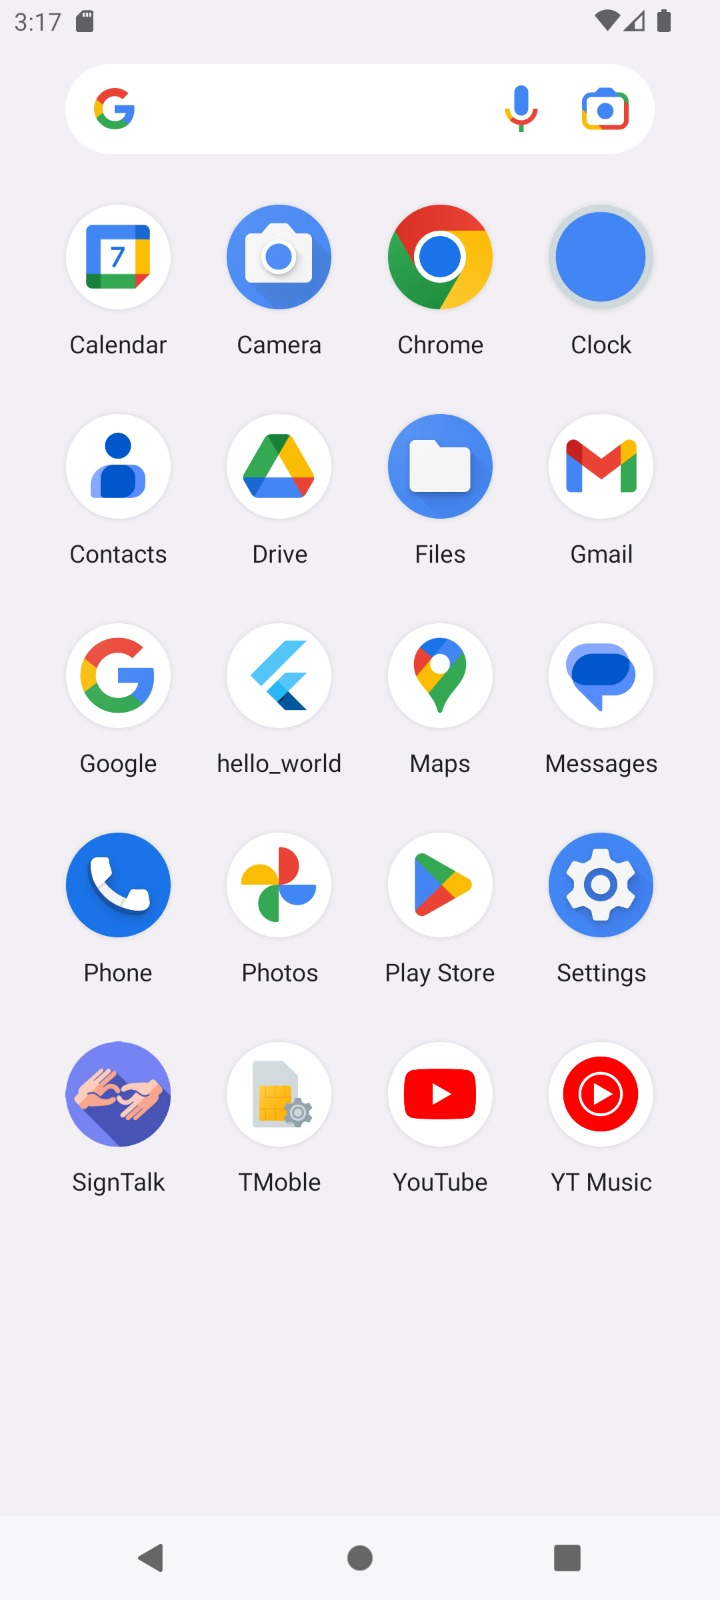 3:17
7
Calendar Camera Chrome Clock
Contacts Drive Files Gmail
Google hello_world Maps Messages
Phone Photos Play Store Settings
SignTalk TMoble YouTube YT Music